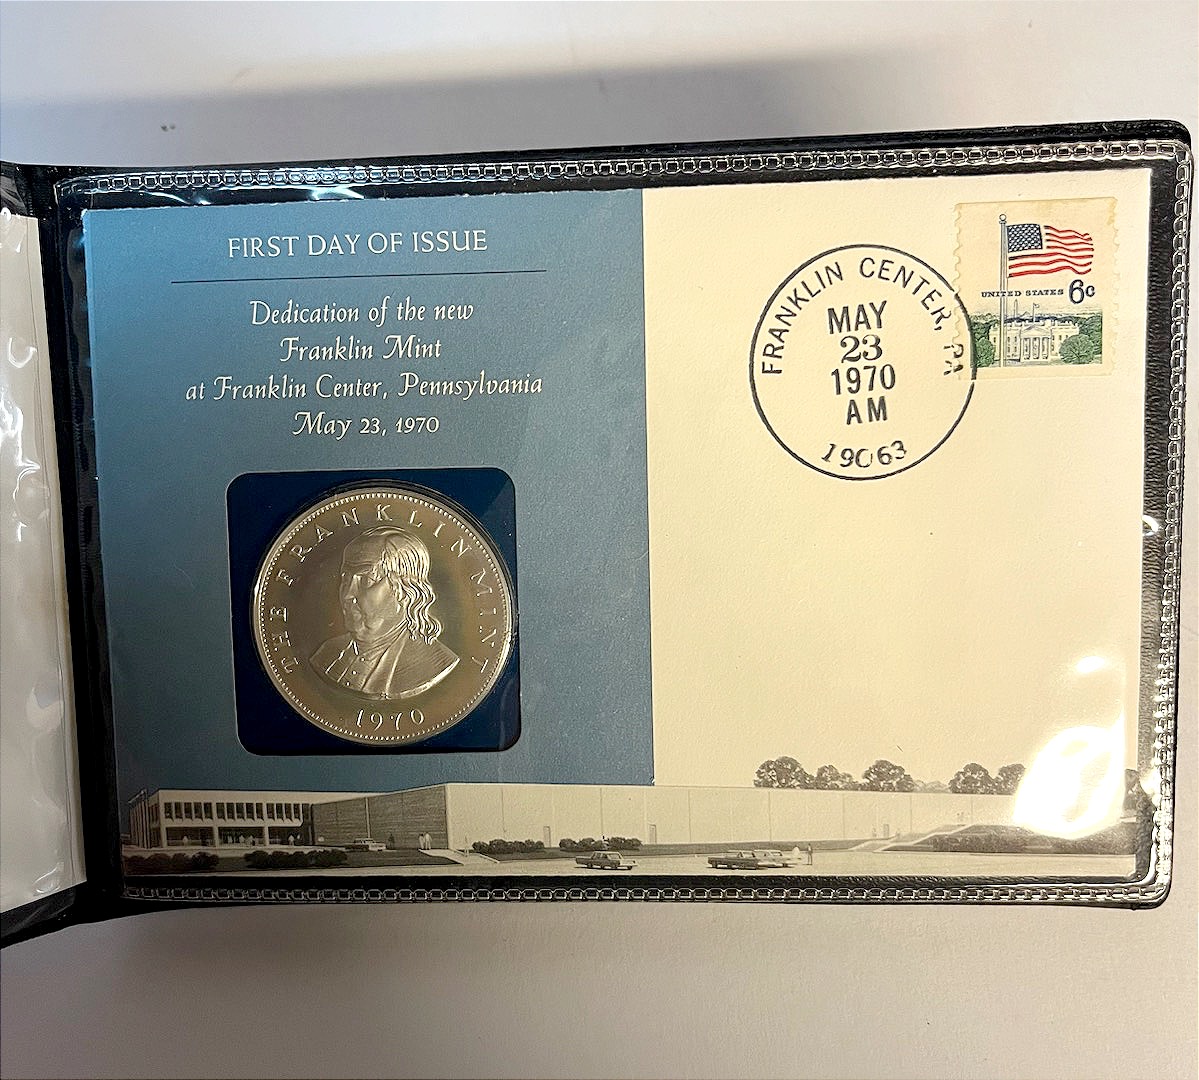 FIRST DAY OF ISSUE
Dedication of the new
Franklin Mint
at Franklin Center, Pennsylvania
May 23, 1970
THE FRANKLIN MINT
1970
FRANKLIN CENTER, PA
MAY
23
1970
AM
19063
UNITED STATES 6c